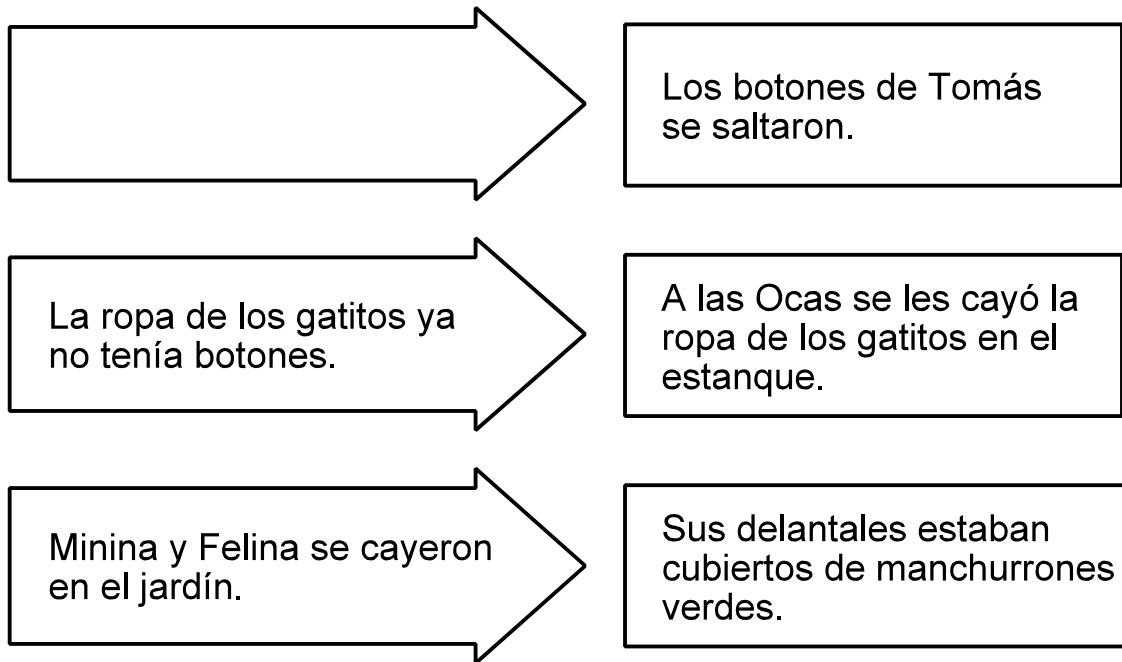 Los botones de Tomás
se saltaron.
La ropa de los gatitos ya
no tenía botones.
A las Ocas se les cayó la
ropa de los gatitos en el
estanque.
Minina y Felina se cayeron
en el jardín.
Sus delantales estaban
cubiertos de manchurrones
verdes.